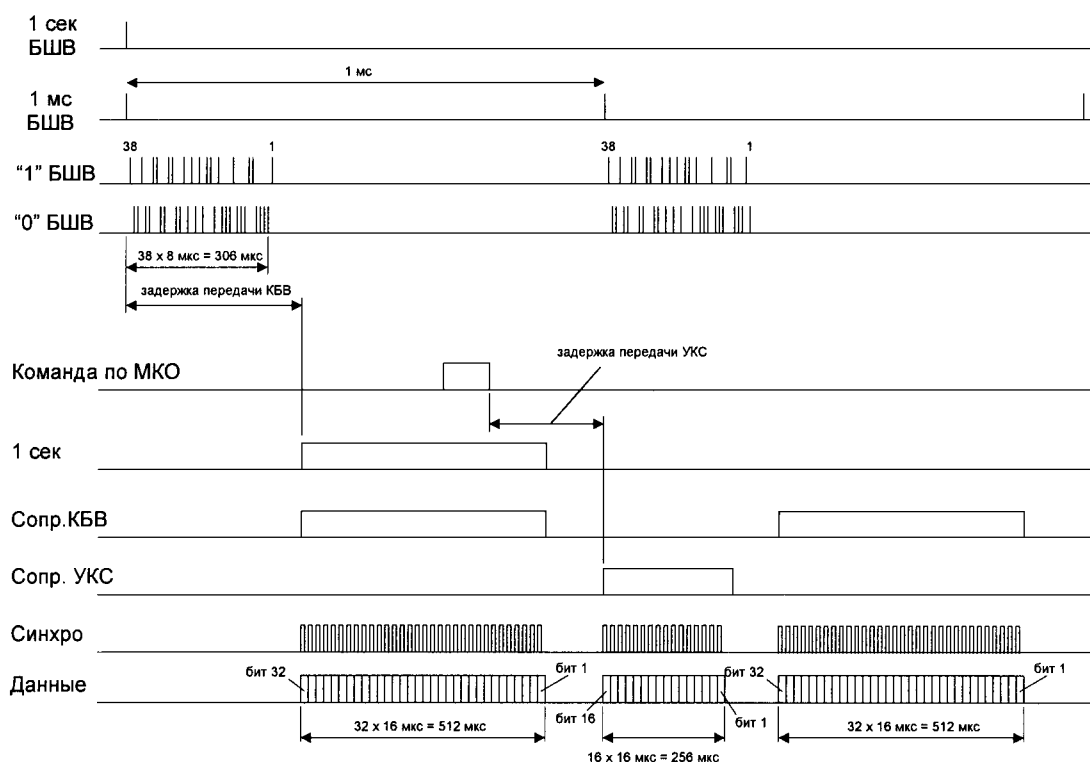 1 сек
БШВ
1 мс
1 мс
БШВ
38
1
38
1
"1" БШВ
"0" БШВ
38 x 8 мкс = 306 мкс
задержка передачи КБВ
задержка передачи УКС
Команда по МКО
1 сек
Сопр.КБВ
Сопр. УКС
Синхро
Данные
бит 32
бит 1
бит 16
бит 1
бит 32
бит 1
32 x 16 мкс = 512 мкс
16 x 16 мкс = 256 мкс
32 x 16 мкс = 512 мкс